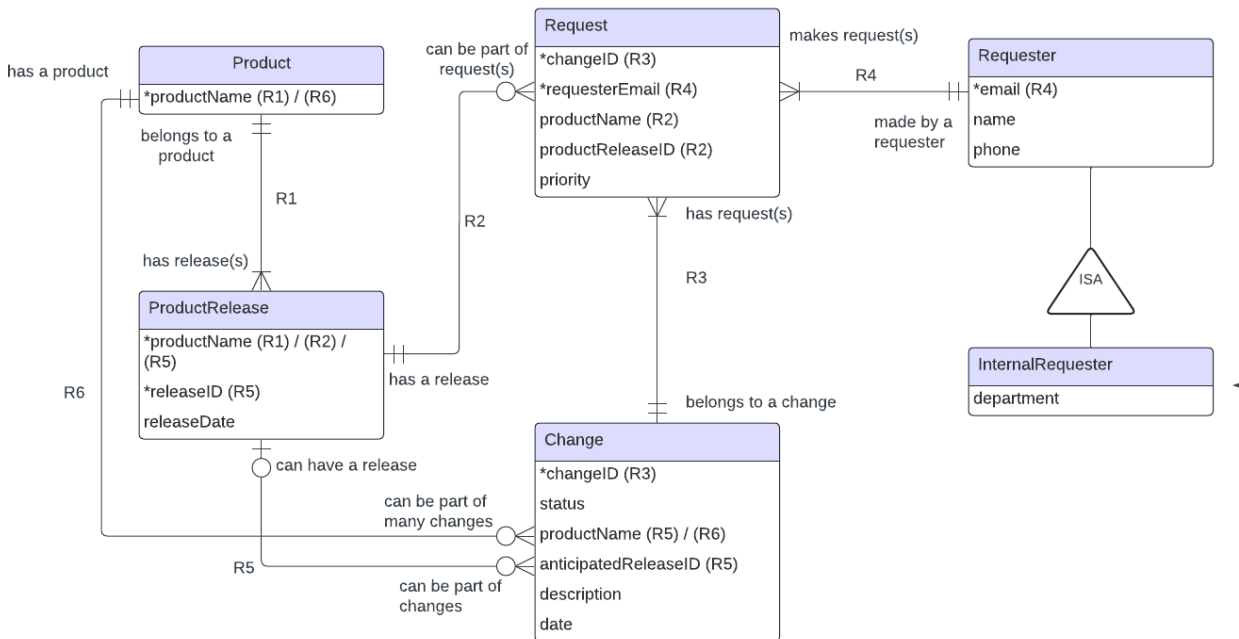 Request
can be part of
request(s)
makes request(s)
Product
Requester
has a product
*changeID (R3)
R4
*productName (R1) / (R6)
*requesterEmail (R4)
*email (R4)
productName (R2)
name
belongs to a
product
made by a
requester
productReleaseID (R2)
phone
priority
R1
R2
has request(s)
has release(s)
R3
ISA
ProductRelease
*productName (R1) / (R2) /
(R5)
*releaseID (R5)
releaseDate
has a release
InternalRequester
department
R6
belongs to a change
Change
can have a release
*changeID (R3)
status
can be part of
many changes
productName (R5) / (R6)
anticipatedReleaseID (R5)
R5
can be part of
changes
description
date